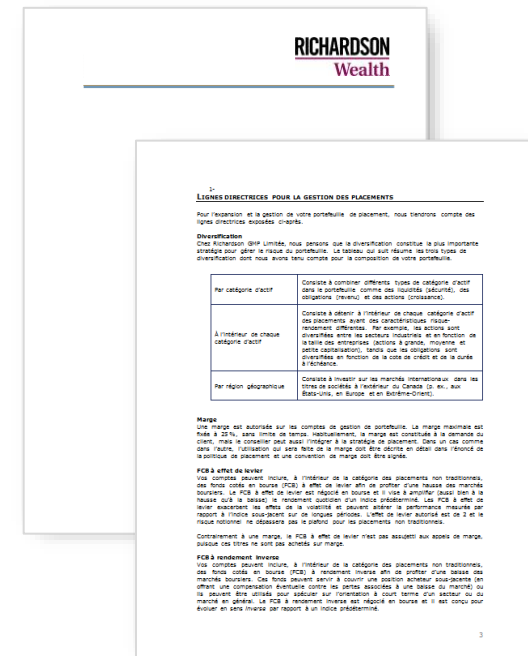 RICHARDSON
Wealth
1-
LIGNES DIRECTRICES POUR LA GESTION DES PLACEMENTS
Pour l'expansion et la gestion de votre portefeuille de placement, nous tiendrons compte des
lignes directrices exposées ci-après.
Diversification
Chez Richardson GMP Limitée, nous pensons que la diversification constitue la plus importante
stratégie pour gérer le risque du portefeuille. Le tableau qui suit résume les trois types de
diversification dont nous avons tenu compte pour la composition de votre portefeuille.
Par catégorie d'actif
Consiste à combiner différents types de catégorie d'actif
dans le portefeuille comme des liquidités (sécurité), des
obligations (revenu) et des actions (croissance).
À l'intérieur de chaque
catégorie d'actif
Consiste à détenir à l'intérieur de chaque catégorie d'actif
des placements ayant des caractéristiques risque-
rendement différentes. Par exemple, les actions sont
diversifiées entre les secteurs industriels et en fonction de
la taille des entreprises (actions à grande, moyenne et
petite capitalisation), tandis que les obligations sont
diversifiées en fonction de la cote de crédit et de la durée
à l'échéance.
Par région géographique
Consiste à investir sur les marchés internationaux dans les
titres de sociétés à l'extérieur du Canada (p. ex., aux
États-Unis, en Europe et en Extrême-Orient).
Marge
Une marge est autorisée sur les comptes de gestion de portefeuille. La marge maximale est
fixée à 25 %, sans limite de temps. Habituellement, la marge est constituée à la demande du
client, mais le conseiller peut aussi l'intégrer à la stratégie de placement. Dans un cas comme
dans l'autre, l'utilisation qui sera faite de la marge doit être décrite en détail dans l'énoncé de
la politique de placement et une convention de marge doit être signée.
FCB à effet de levier
Vos comptes peuvent inclure, à l'intérieur de la catégorie des placements non traditionnels,
des fonds cotés en bourse (FCB) à effet de levier afin de profiter d'une hausse des marchés
boursiers. Le FCB à effet de levier est négocié en bourse et il vise à amplifier (aussi bien à la
hausse qu'à la baisse) le rendement quotidien d'un indice prédéterminé. Les FCB à effet de
levier exacerbent les effets de la volatilité et peuvent altérer la performance mesurée par
rapport à l'indice sous-jacent sur de longues périodes. L'effet de levier autorisé est de 2 et le
risque notionnel ne dépassera pas le plafond pour les placements non traditionnels.
Contrairement à une marge, le FCB à effet de levier n'est pas assujetti aux appels de marge,
puisque ces titres ne sont pas achetés sur marge.
FCB à rendement inverse
Vos comptes peuvent inclure, à l'intérieur de la catégorie des placements non traditionnels,
des fonds cotés en bourse (FCB) à rendement inverse afin de profiter d'une baisse des
marchés boursiers. Ces fonds peuvent servir à couvrir une position acheteur sous-jacente (en
offrant une compensation éventuelle contre les pertes associées à une baisse du marché) ou
ils peuvent être utilisés pour spéculer sur l'orientation à court terme d'un secteur ou du
marché en général. Le FCB à rendement inverse est négocié en bourse et il est conçu pour
évoluer en sens inverse par rapport à un indice prédéterminé.
3